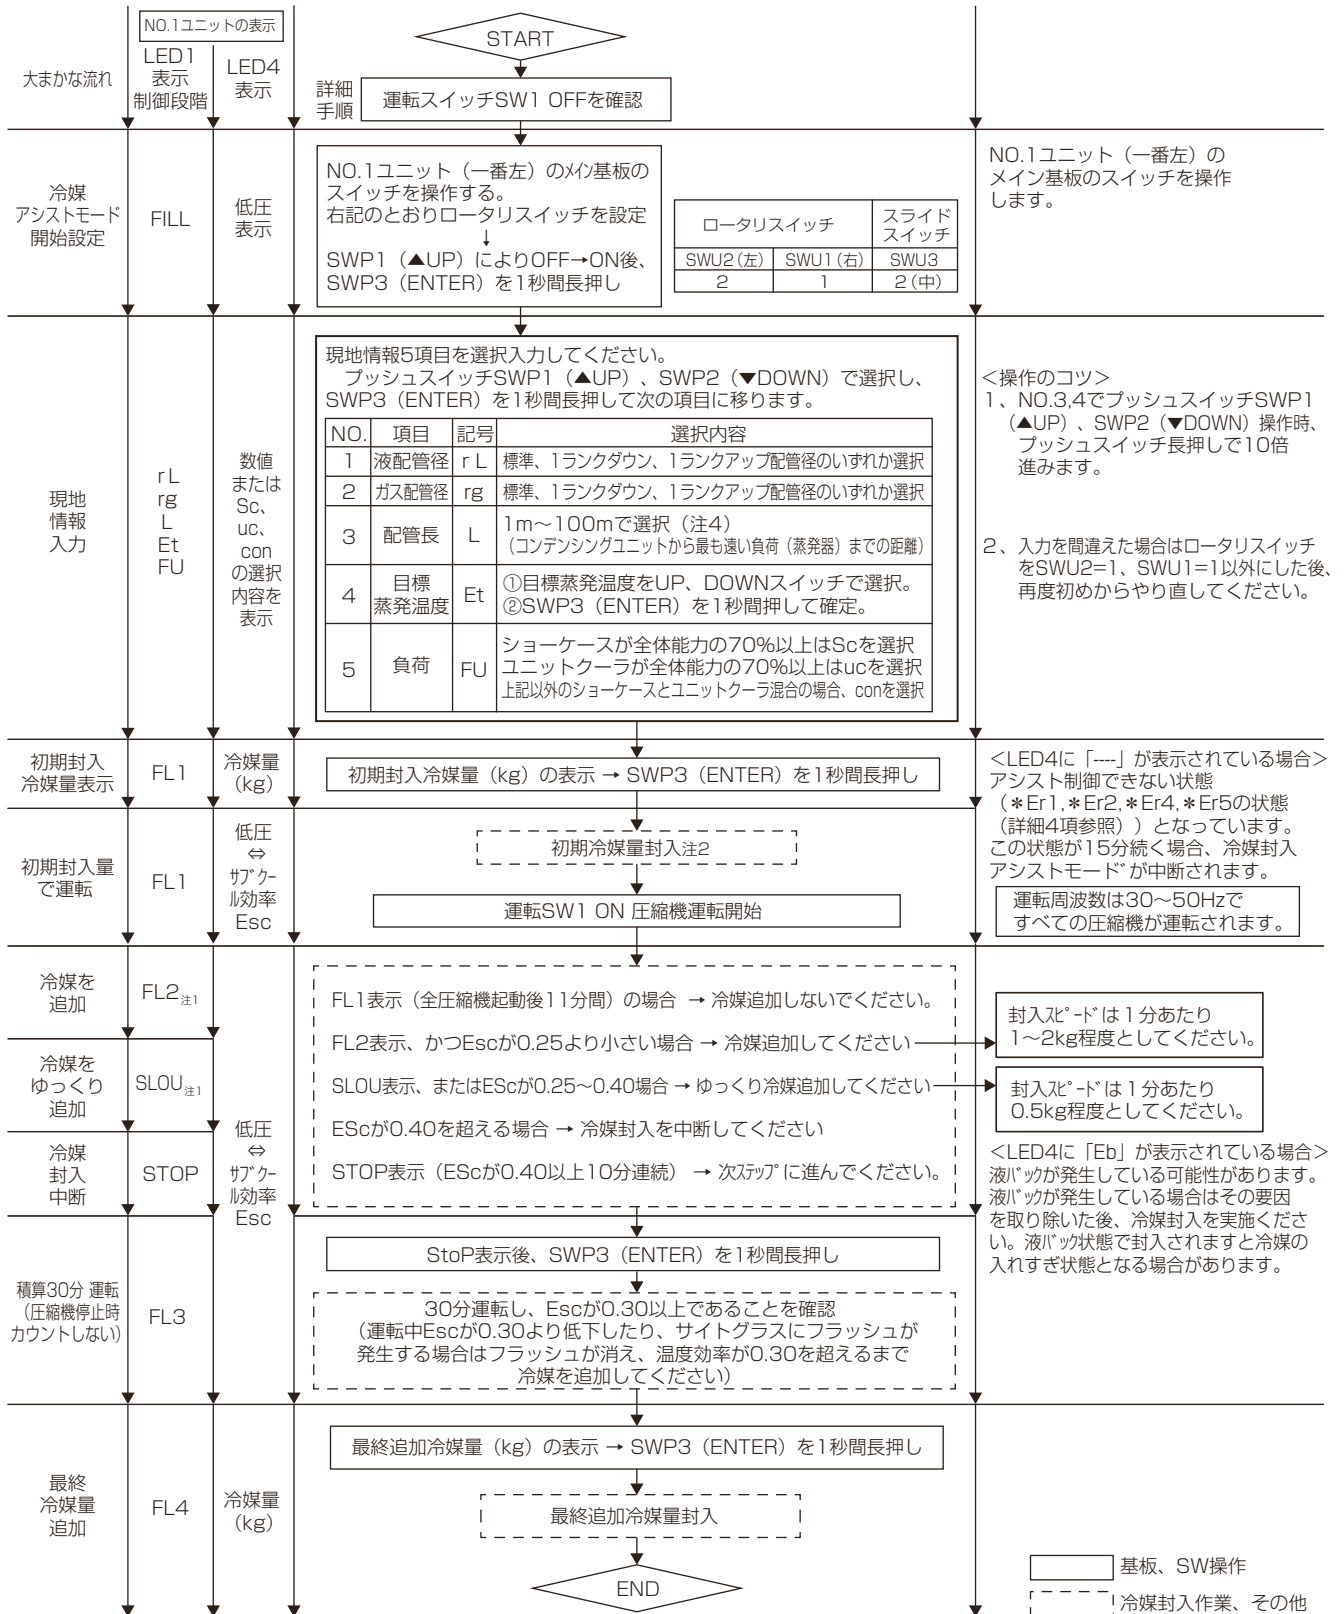 NO.1ユニットの表示
大まかな流れ
LED1
表示
制御段階
LED4
表示
詳細
手順
START
運転スイッチSW1 OFFを確認
冷媒
アシストモード
開始設定
FILL
低圧
表示
NO.1ユニット（一番左）のメイン基板の
スイッチを操作する。
右記のとおりロータリスイッチを設定
↓
SWP1（▲UP）によりOFF→ON後、
SWP3（ENTER）を1秒間長押し
ロータリスイッチ
スライド
スイッチ
SWU2（左） SWU1（右） SWU3
2 1 2（中）
NO.1ユニット（一番左）の
メイン基板のスイッチを操作
します。
現地
情報
入力
r L
rg
L
Et
FU
数値
または
Sc、
uc、
con
の選択
内容を
表示
現地情報5項目を選択入力してください。
プッシュスイッチSWP1（▲UP）、SWP2（▼DOWN）で選択し、
SWP3（ENTER）を1秒間長押して次の項目に移ります。
NO. 項目 記号 選択内容
1 液配管径 r L 標準、1ランクダウン、1ランクアップ配管径のいずれか選択
2 ガス配管径 rg 標準、1ランクダウン、1ランクアップ配管径のいずれか選択
3 配管長 L 1m～100mで選択（注4）
（コンデンシングユニットから最も遠い負荷（蒸発器）までの距離）
4 目標
蒸発温度 Et ①目標蒸発温度をUP、DOWNスイッチで選択。
②SWP3（ENTER）を1秒間押して確定。
5 負荷 FU ショーケースが全体能力の70%以上はScを選択
ユニットクーラが全体能力の70%以上はucを選択
上記以外のショーケースとユニットクーラ混合の場合、conを選択
＜操作のコツ＞
1、NO.3,4でプッシュスイッチSWP1
（▲UP）、SWP2（▼DOWN）操作時、
プッシュスイッチ長押しで10倍
進みます。
2、入力を間違えた場合はロータリスイッチ
をSWU2=1、SWU1=1以外にした後、
再度初めからやり直してください。
初期封入
冷媒量表示
FL1
冷媒量
(kg)
初期封入冷媒量（kg）の表示 → SWP3（ENTER）を1秒間長押し
初期封入量
で運転
FL1
低圧
⇔
ｻﾌﾞｸｰ
ﾙ効率
Esc
初期冷媒量封入注2
運転SW1 ON 圧縮機運転開始
＜LED4に「----」が表示されている場合＞
アシスト制御できない状態
（＊Er1,＊Er2,＊Er4,＊Er5の状態
（詳細4項参照））となっています。
この状態が15分続く場合、冷媒封入
アシストモードﾞが中断されます。
運転周波数は30～50Hzで
すべての圧縮機が運転されます。
冷媒を
追加
FL2注1
冷媒を
ゆっくり
追加
SLOU注1
冷媒
封入
中断
STOP
低圧
⇔
ｻﾌﾞｸｰ
ﾙ効率
Esc
FL1表示（全圧縮機起動後11分間）の場合 → 冷媒追加しないでください。
FL2表示、かつEscが0.25より小さい場合 → 冷媒追加してください
SLOU表示、またはEScが0.25～0.40場合 → ゆっくり冷媒追加してください
EScが0.40を超える場合 → 冷媒封入を中断してください
STOP表示（EScが0.40以上10分連続） → 次ｽﾃｯﾌﾟに進んでください。
封入ｽﾋﾟｰﾄﾞは1分あたり
1～2kg程度としてください。
封入ｽﾋﾟｰﾄﾞは1分あたり
0.5kg程度としてください。
＜LED4に「Eb」が表示されている場合＞
液ﾊﾞｯｸが発生している可能性があります。
液ﾊﾞｯｸが発生している場合はその要因
を取り除いた後、冷媒封入を実施くださ
い。液ﾊﾞｯｸ状態で封入されますと冷媒の
入れすぎ状態となる場合があります。
積算30分 運転
（圧縮機停止時
カウントしない）
FL3
StoP表示後、SWP3（ENTER）を1秒間長押し
30分運転し、Escが0.30以上であることを確認
（運転中Escが0.30より低下したり、サイトグラスにフラッシュが
発生する場合はフラッシュが消え、温度効率が0.30を超えるまで
冷媒を追加してください）
最終
冷媒量
追加
FL4
冷媒量
(kg)
最終追加冷媒量（kg）の表示 → SWP3（ENTER）を1秒間長押し
最終追加冷媒量封入
END
基板、SW操作
冷媒封入作業、その他